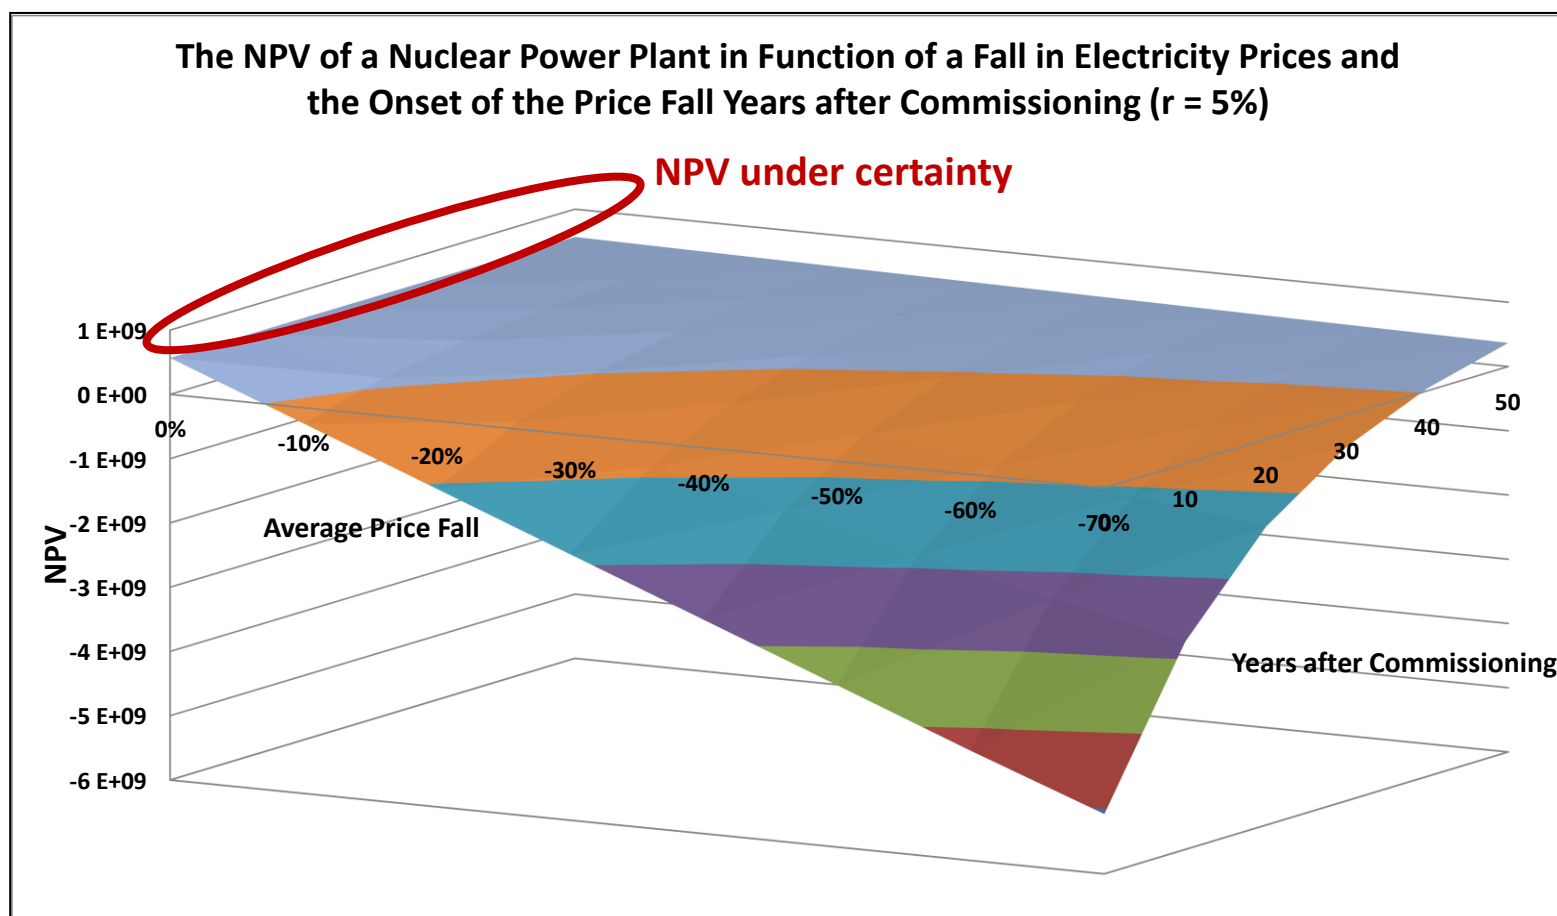 The NPV of a Nuclear Power Plant in Function of a Fall in Electricity Prices and
the Onset of the Price Fall Years after Commissioning (r = 5%)
NPV under certainty
1 E+09
0 E+00
-1 E+09
-2 E+09
-3 E+09
-4 E+09
-5 E+09
-6 E+09
NPV
0%
-10%
-20%
-30%
-40%
-50%
-60%
-70%
Average Price Fall
0
10
20
30
40
50
Years after Commissioning